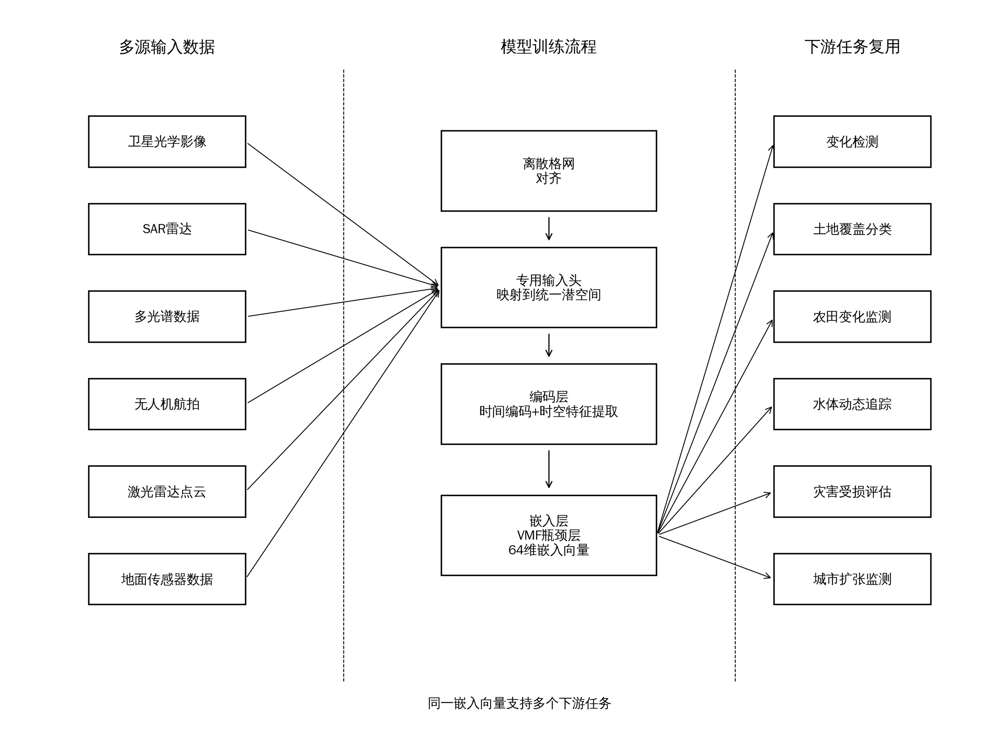 多源输入数据
模型训练流程
下游任务复用
卫星光学影像
SAR雷达
多光谱数据
无人机航拍
激光雷达点云
地面传感器数据
离散格网
对齐
专用输入头
映射到统一潜空间
编码层
时间编码+时空特征提取
嵌入层
VMF瓶颈层
64维嵌入向量
变化检测
土地覆盖分类
农田变化监测
水体动态追踪
灾害受损评估
城市扩张监测
同一嵌入向量支持多个下游任务